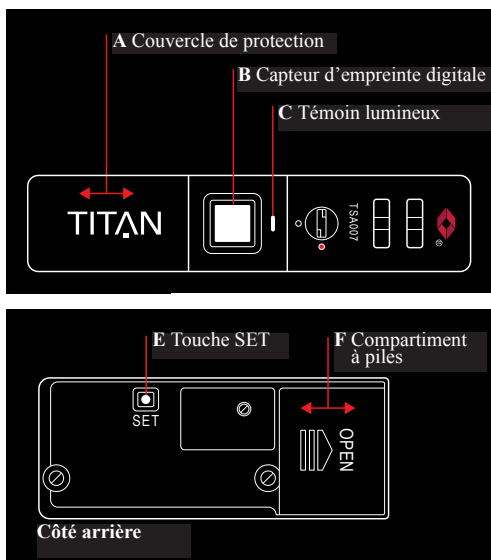 A Couvercle de protection
B Capteur d'empreinte digitale
C Témoin lumineux
TITAN
TSA007
®
E Touche SET
F Compartiment
à piles
SET
OPEN
Côté arrière